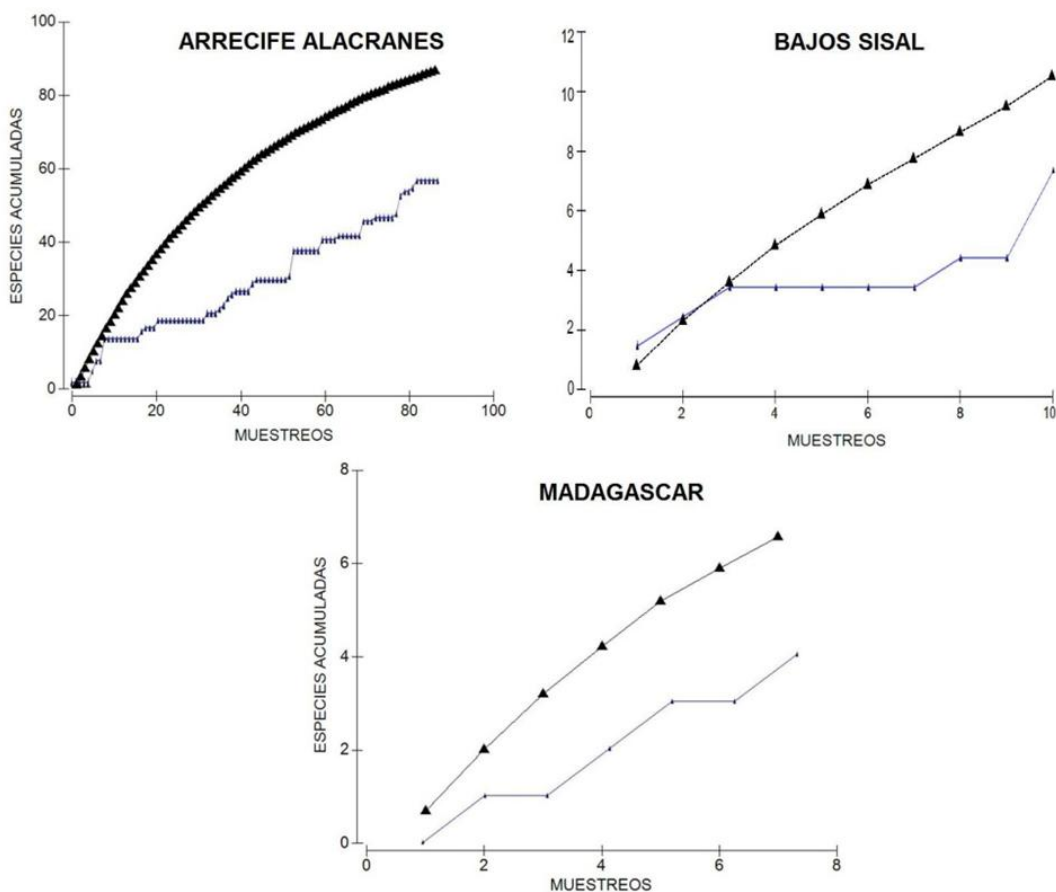 ARRECIFE ALACRANES
ESPECIES ACUMULADAS
100
80
60
40
20
0
0 20 40 60 80 100
MUESTREOS
BAJOS SISAL
12
10
8
6
4
2
0
0 2 4 6 8 10
MUESTREOS
MADAGASCAR
ESPECIES ACUMULADAS
8
6
4
2
0
0 2 4 6 8
MUESTREOS